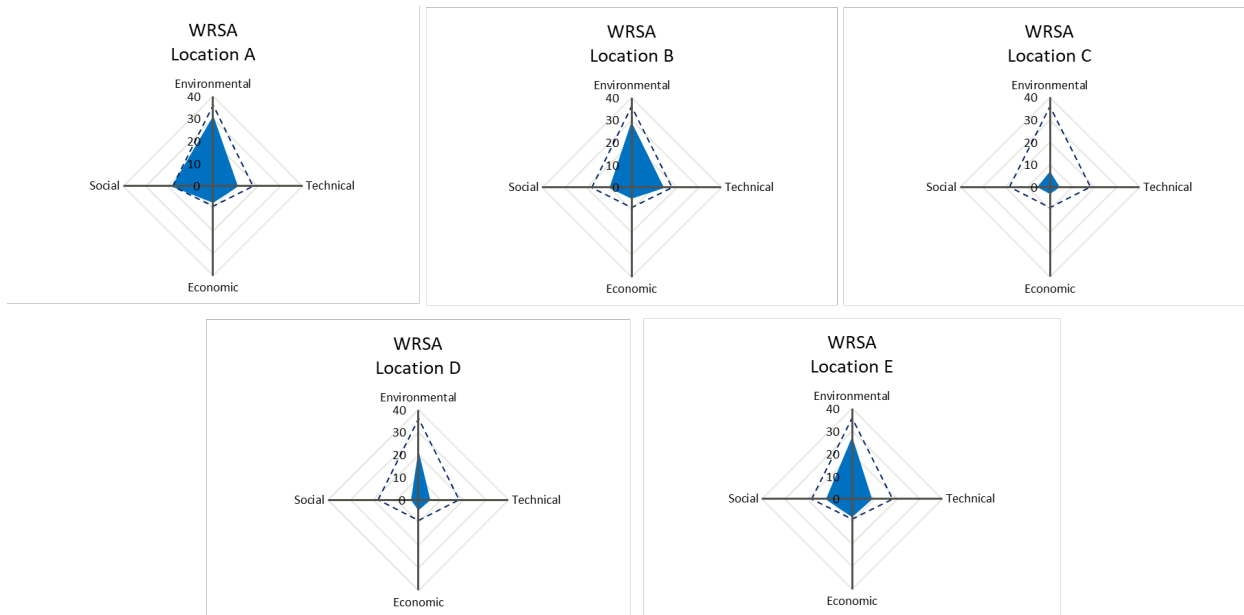 WRSA
Location A
Environmental
40
30
20
10
0
Social
Technical
Economic
WRSA
Location B
Environmental
40
30
20
10
0
Social
Technical
Economic
WRSA
Location C
Environmental
40
30
20
10
0
Social
Technical
Economic
WRSA
Location D
Environmental
40
30
20
10
0
Social
Technical
Economic
WRSA
Location E
Environmental
40
30
20
10
0
Social
Technical
Economic